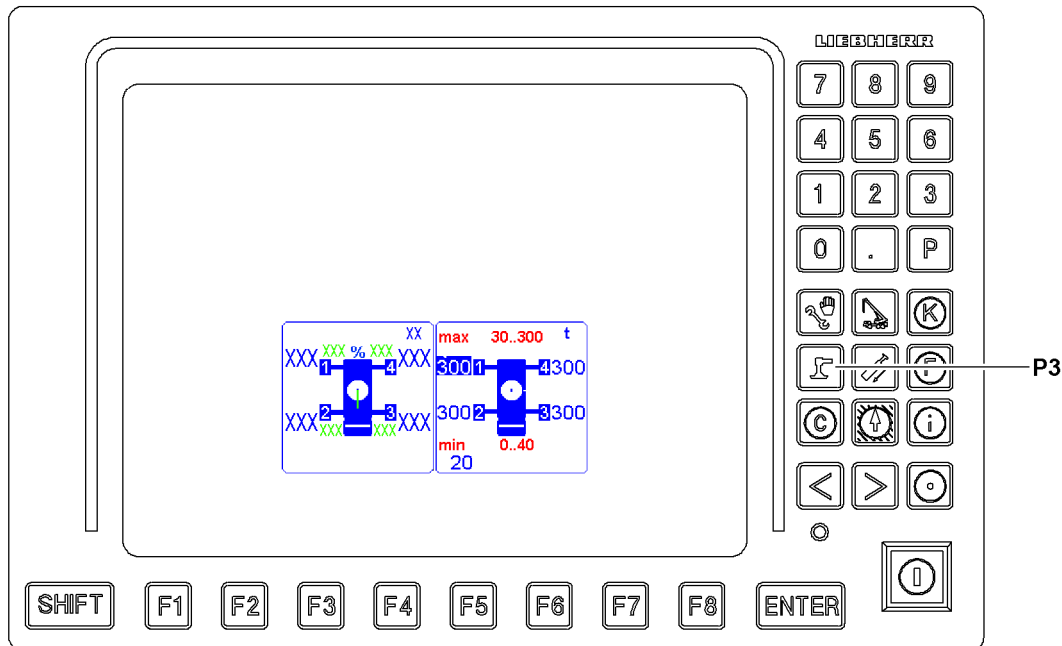 LIEBHERR
7 8 9
4 5 6
1 2 3
0 . P
K
P3
F
C i
< >
XX
XXX XXX % XXX XXX
1 4
2 3
XXX XXX XXX XXX
max 30..300 t
300 1 4 300
300 2 3 300
min 0..40
20
SHIFT F1 F2 F3 F4 F5 F6 F7 F8 ENTER